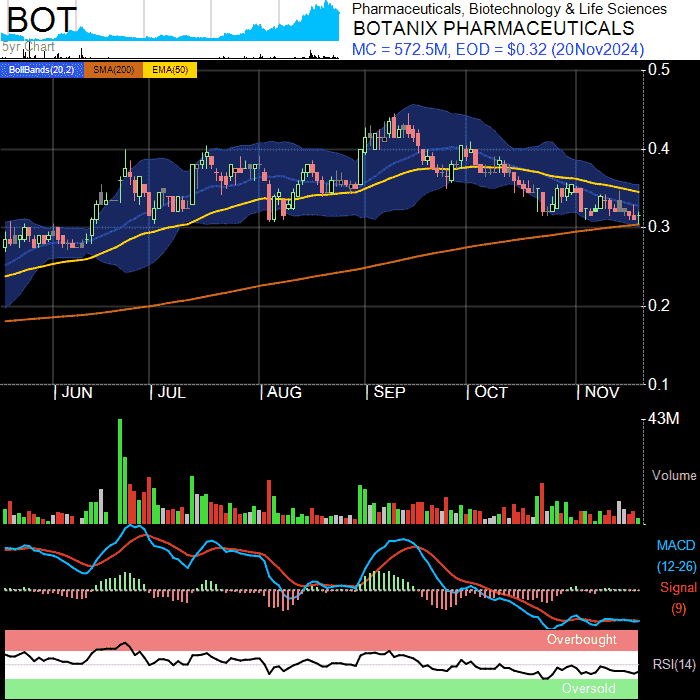 BOT
5yr Chart
Pharmaceuticals, Biotechnology & Life Sciences
BOTANIX PHARMACEUTICALS
MC = 572.5M, EOD = $0.32 (20Nov2024)
BollBands(20,2) SMA(200) EMA(50)
0.5
0.4
0.3
0.2
0.1
JUN JUL AUG SEP OCT NOV
43M
Volume
MACD
(12-26)
Signal
(9)
Overbought
RSI(14)
Oversold